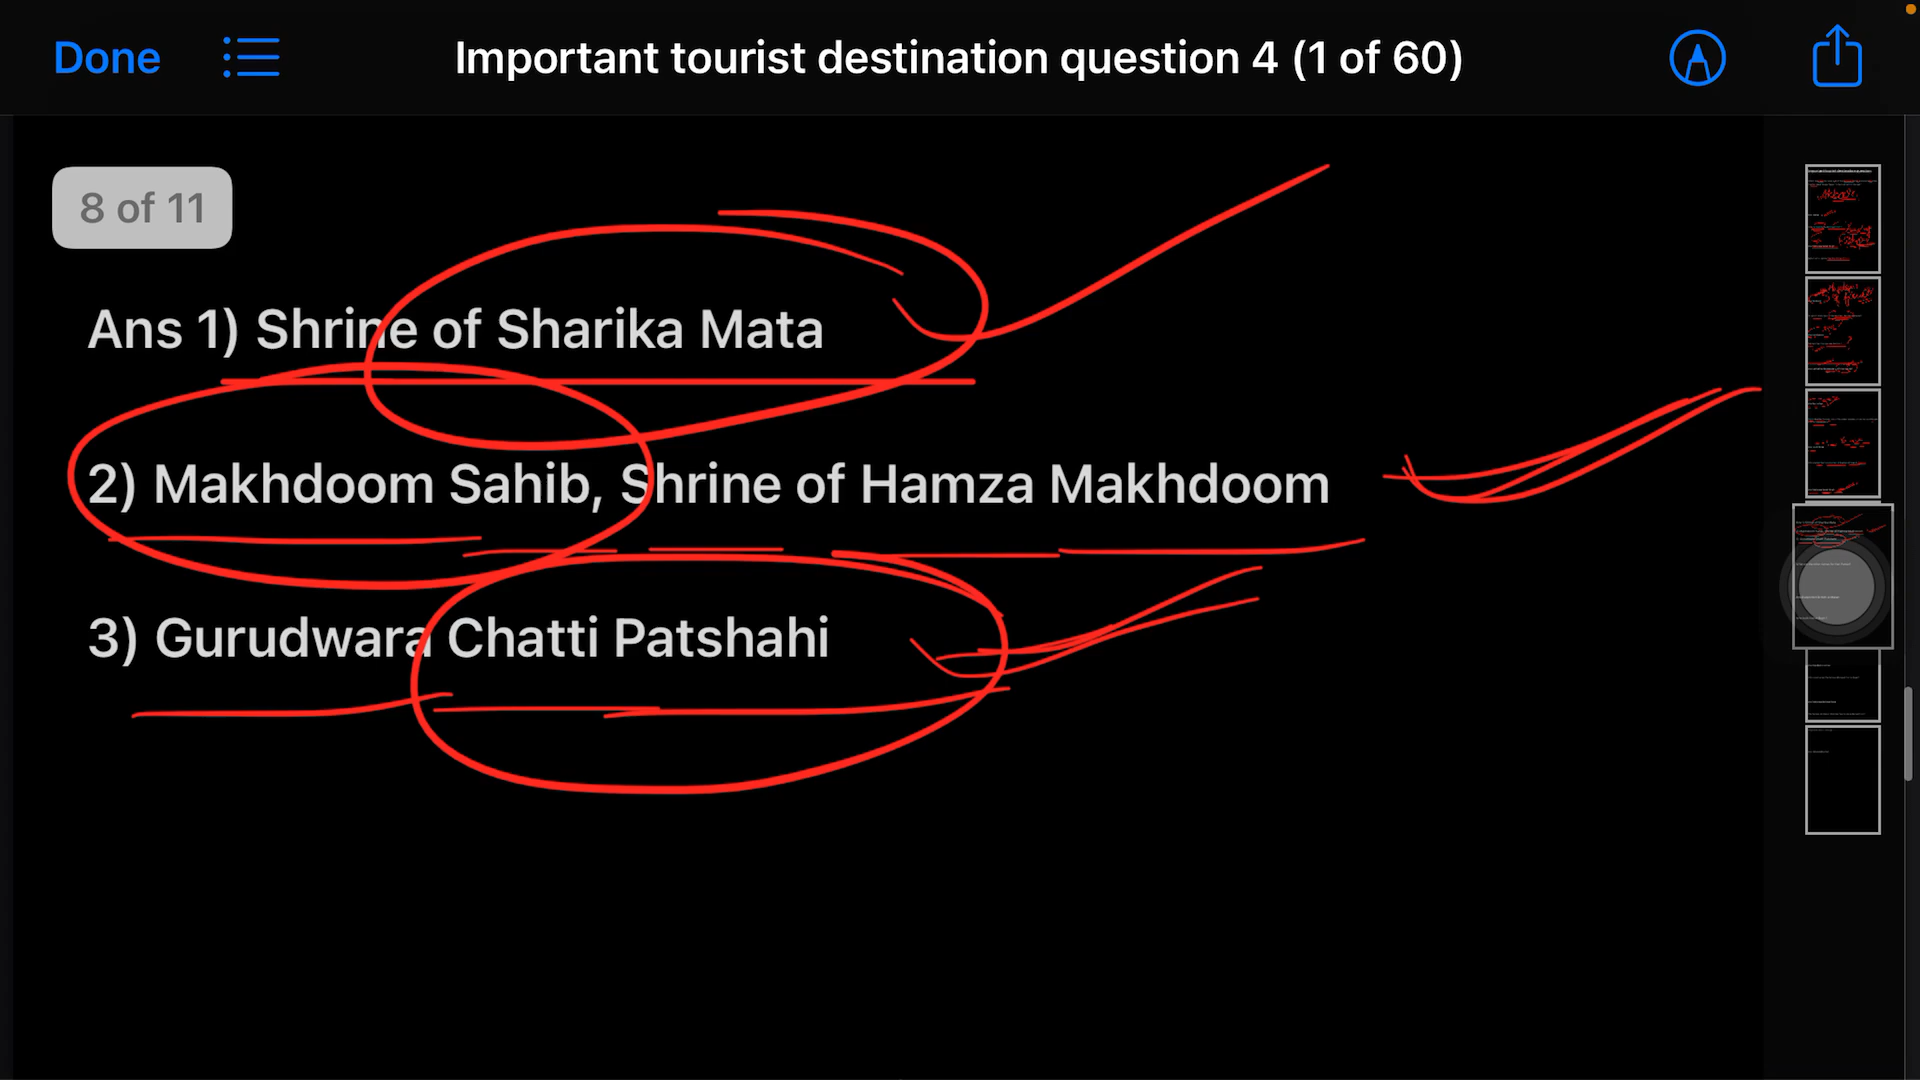 Done
Important tourist destination question 4 (1 of 60)
8 of 11
Ans 1) Shrine of Sharika Mata
2) Makhdoom Sahib, Shrine of Hamza Makhdoom
3) Gurudwara Chatti Patshahi